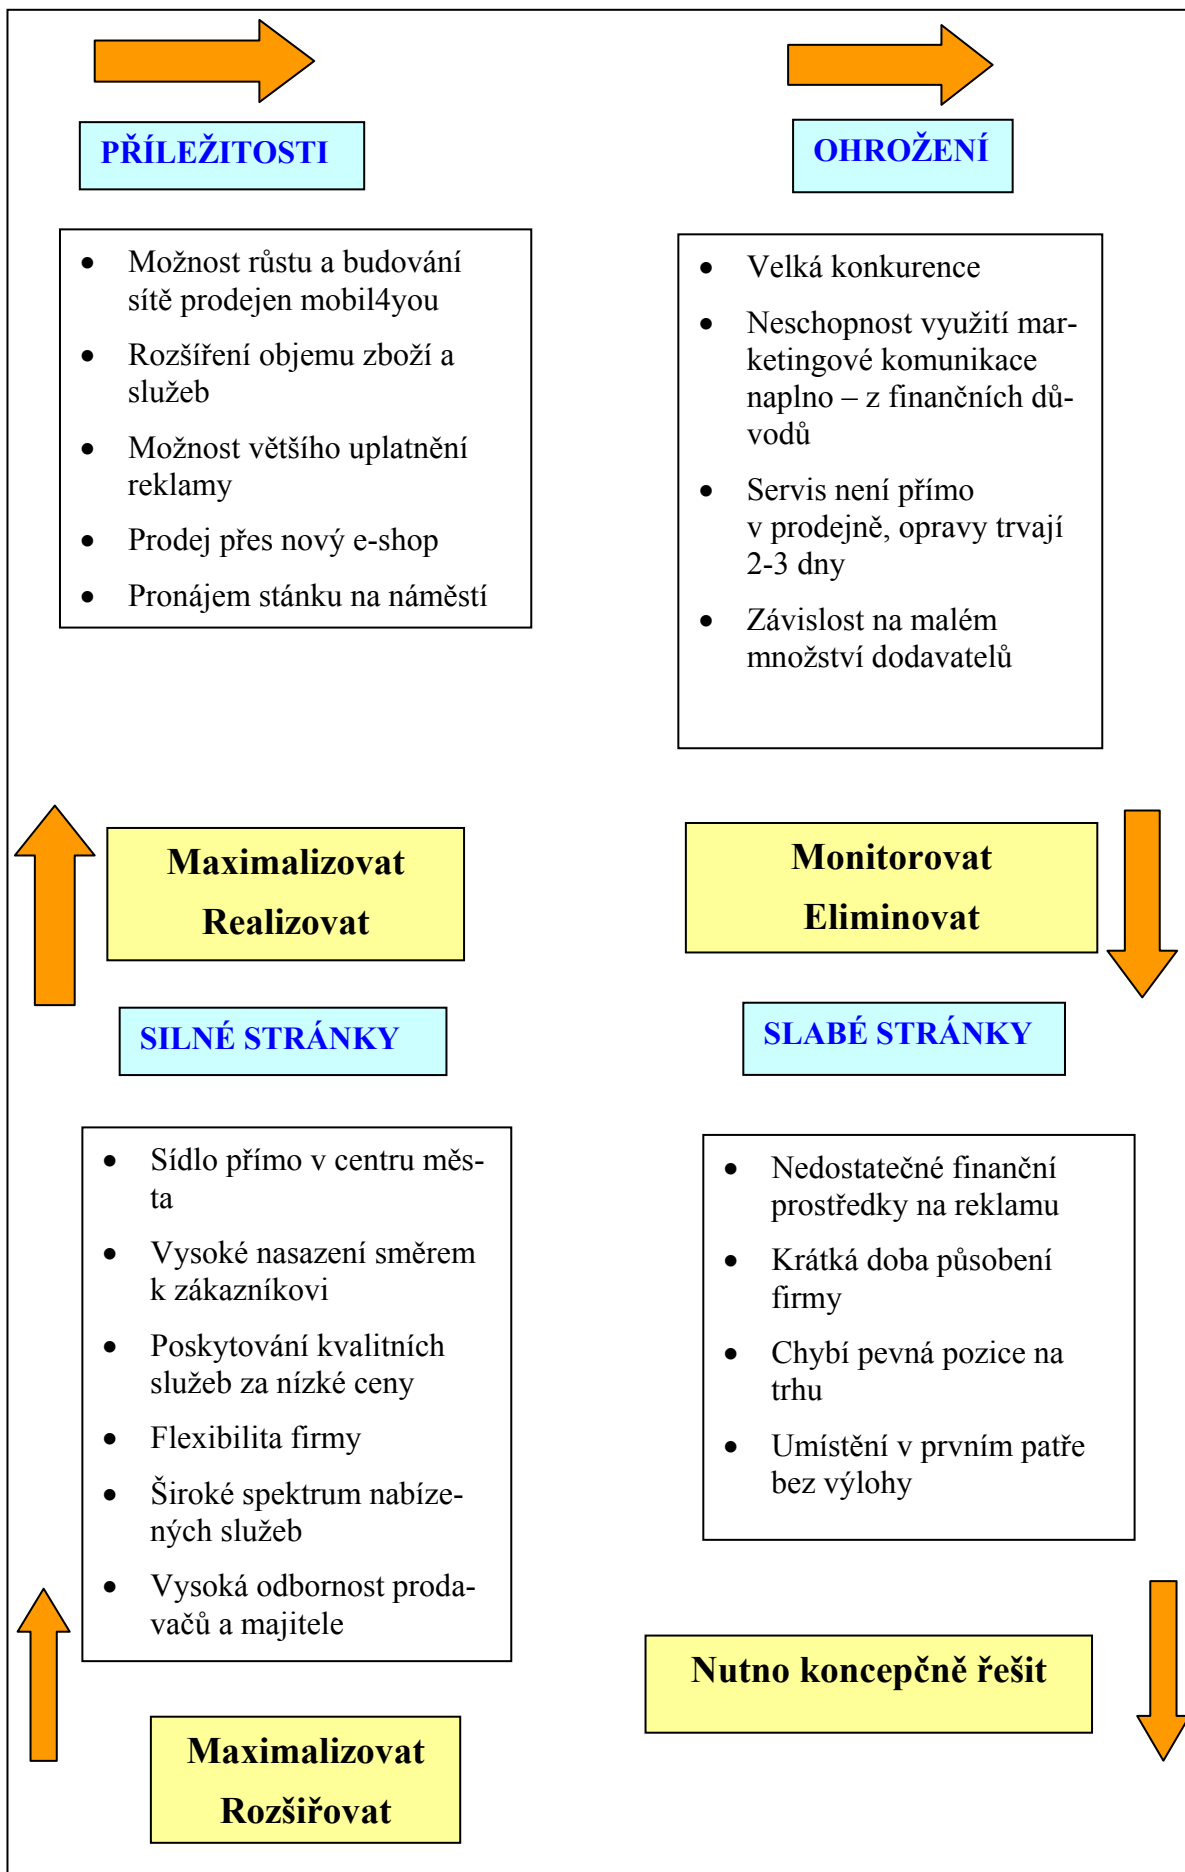 PŘÍLEŽITOSTI
• Možnost růstu a budování
sítě prodejen mobil4you
• Rozšíření objemu zboží a
služeb
• Možnost většího uplatnění
reklamy
• Prodej přes nový e-shop
• Pronájem stánku na náměstí
OHROŽENÍ
• Velká konkurence
• Neschopnost využití mar-
ketingové komunikace
naplno – z finančních dů-
vodů
• Servis není přímo
v prodejně, opravy trvají
2-3 dny
• Závislost na malém
množství dodavatelů
Maximalizovat
Realizovat
Monitorovat
Eliminovat
SILNÉ STRÁNKY
• Sídlo přímo v centru měs-
ta
• Vysoké nasazení směrem
k zákazníkovi
• Poskytování kvalitních
služeb za nízké ceny
• Flexibilita firmy
• Široké spektrum nabíze-
ných služeb
• Vysoká odbornost proda-
vačů a majitele
SLABÉ STRÁNKY
• Nedostatečné finanční
prostředky na reklamu
• Krátká doba působení
firmy
• Chybí pevná pozice na
trhu
• Umístění v prvním patře
bez výlohy
Maximalizovat
Rozšiřovat
Nutno koncepčně řešit